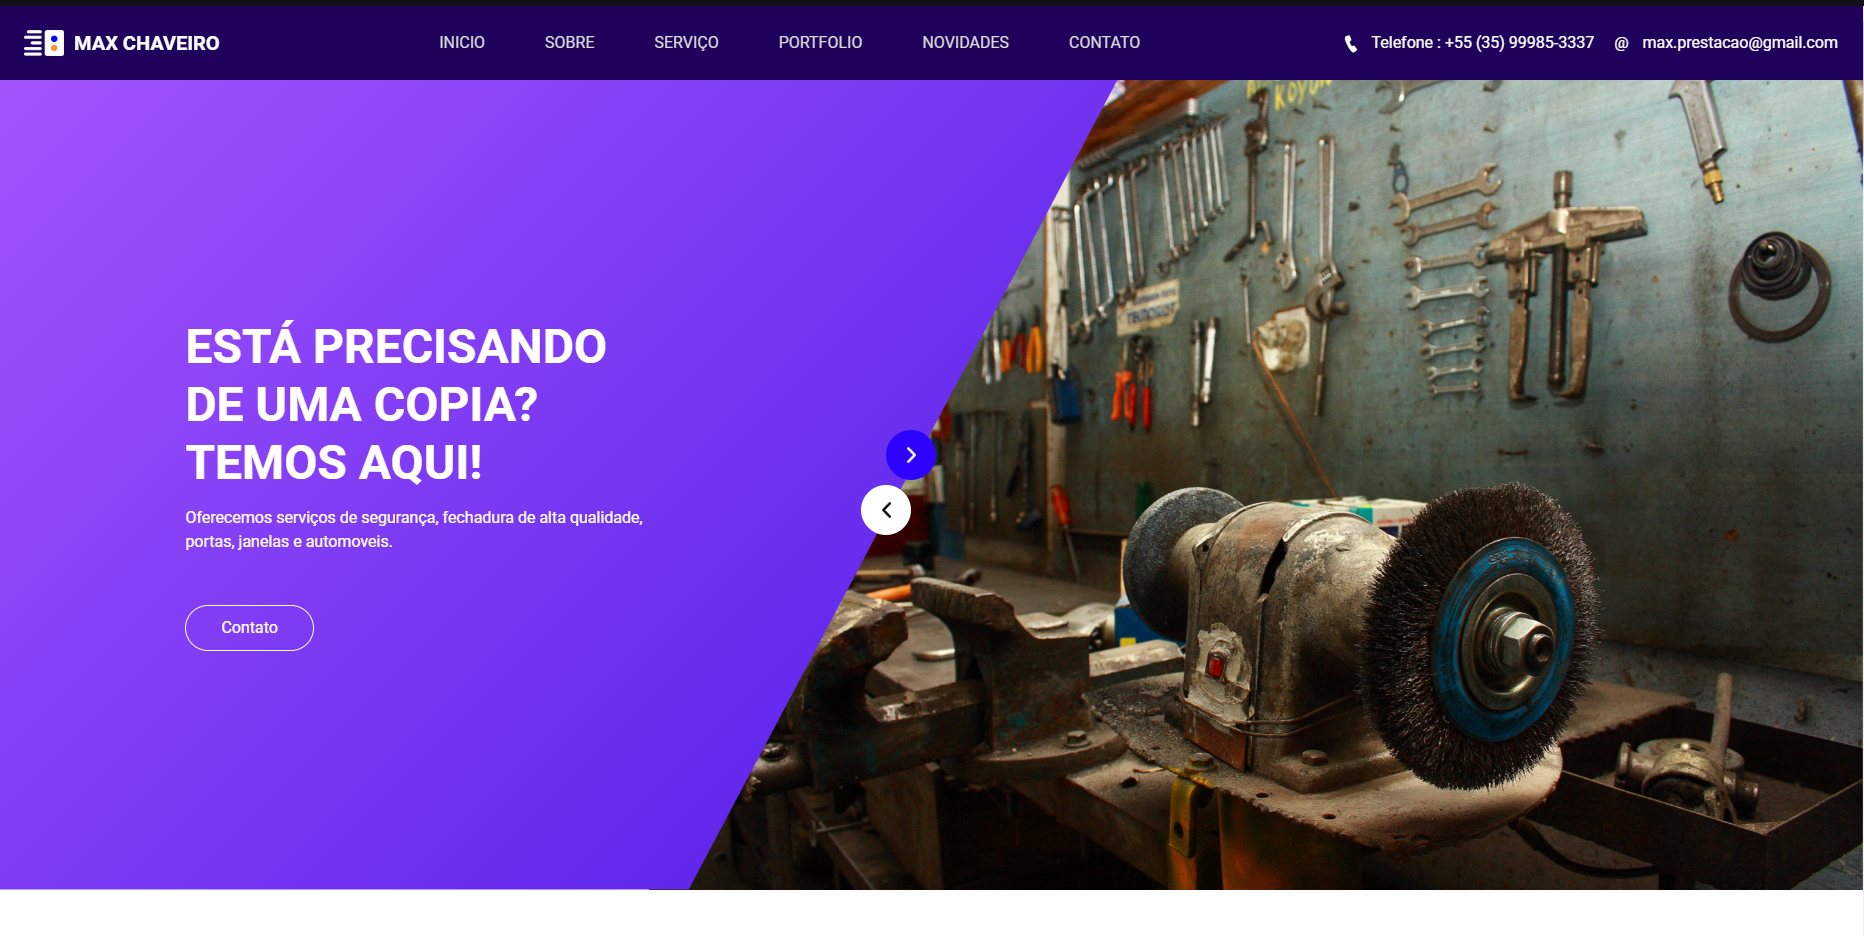 MAX CHAVEIRO
INICIO
SOBRE
SERVIÇO
PORTFOLIO
NOVIDADES
CONTATO
Telefone : +55 (35) 99985-3337
@ max.prestacao@gmail.com
ESTÁ PRECISANDO
DE UMA COPIA?
TEMOS AQUI!
Oferecemos serviços de segurança, fechadura de alta qualidade,
portas, janelas e automoveis.
Contato